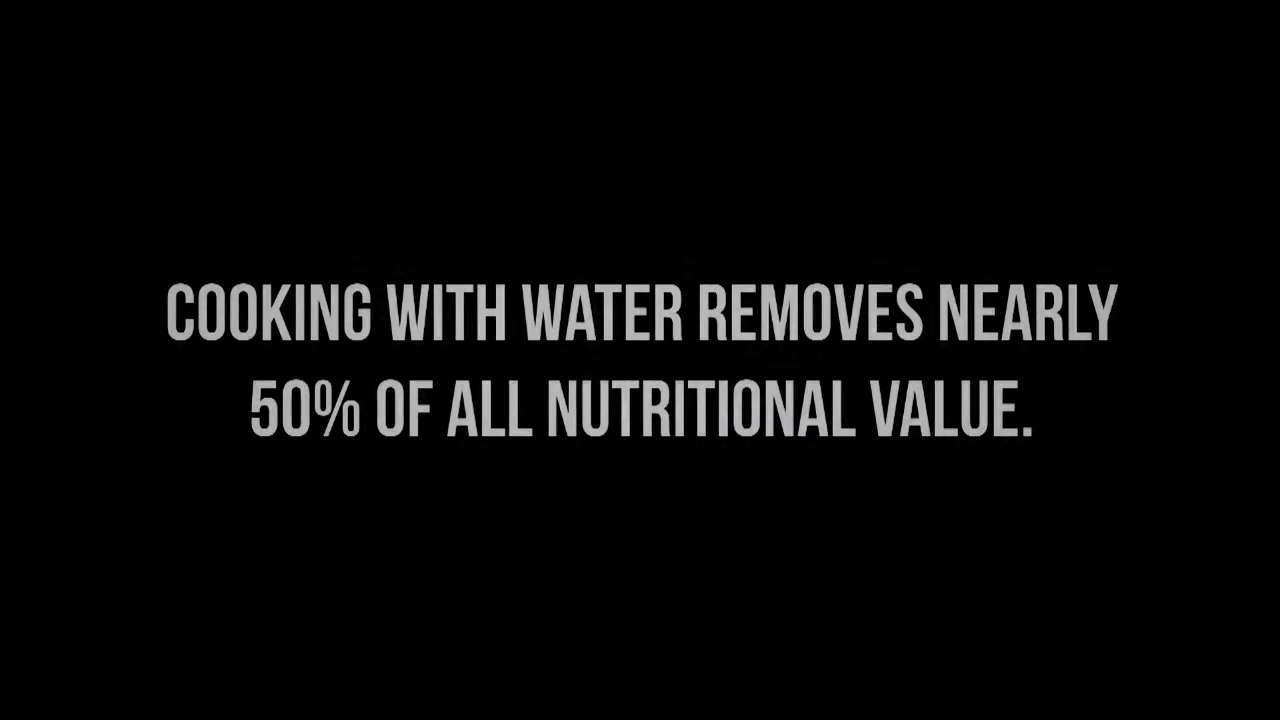 COOKING WITH WATER REMOVES NEARLY
50% OF ALL NUTRITIONAL VALUE.